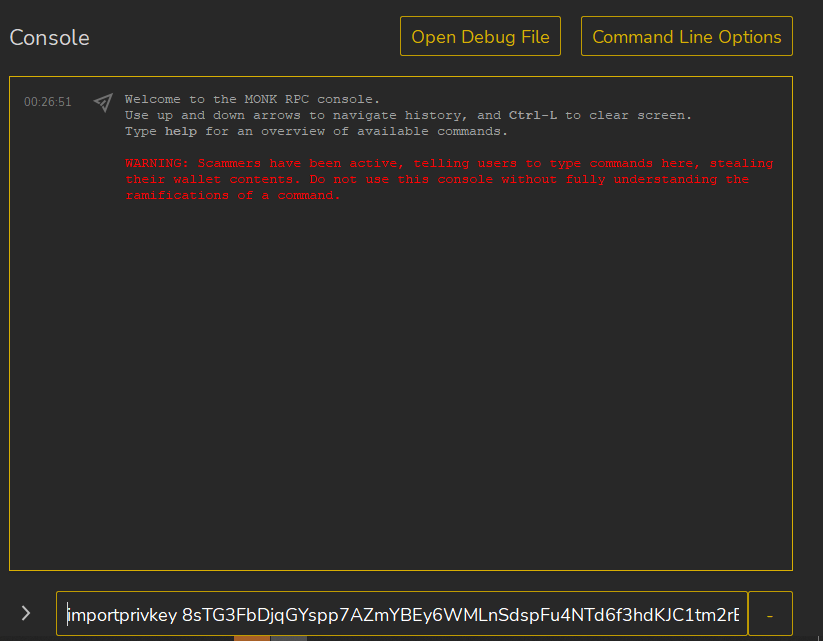 Console
Open Debug File
Command Line Options
00:26:51
Welcome to the MONK RPC console.
Use up and down arrows to navigate history, and Ctrl-L to clear screen.
Type help for an overview of available commands.
WARNING: Scammers have been active, telling users to type commands here, stealing
their wallet contents. Do not use this console without fully understanding the
ramifications of a command.
importprivkey 8sTG3FbDjqGYspp7AZmYBEy6WMLnSdspFu4NTd6f3hdKJC1tm2rE
-